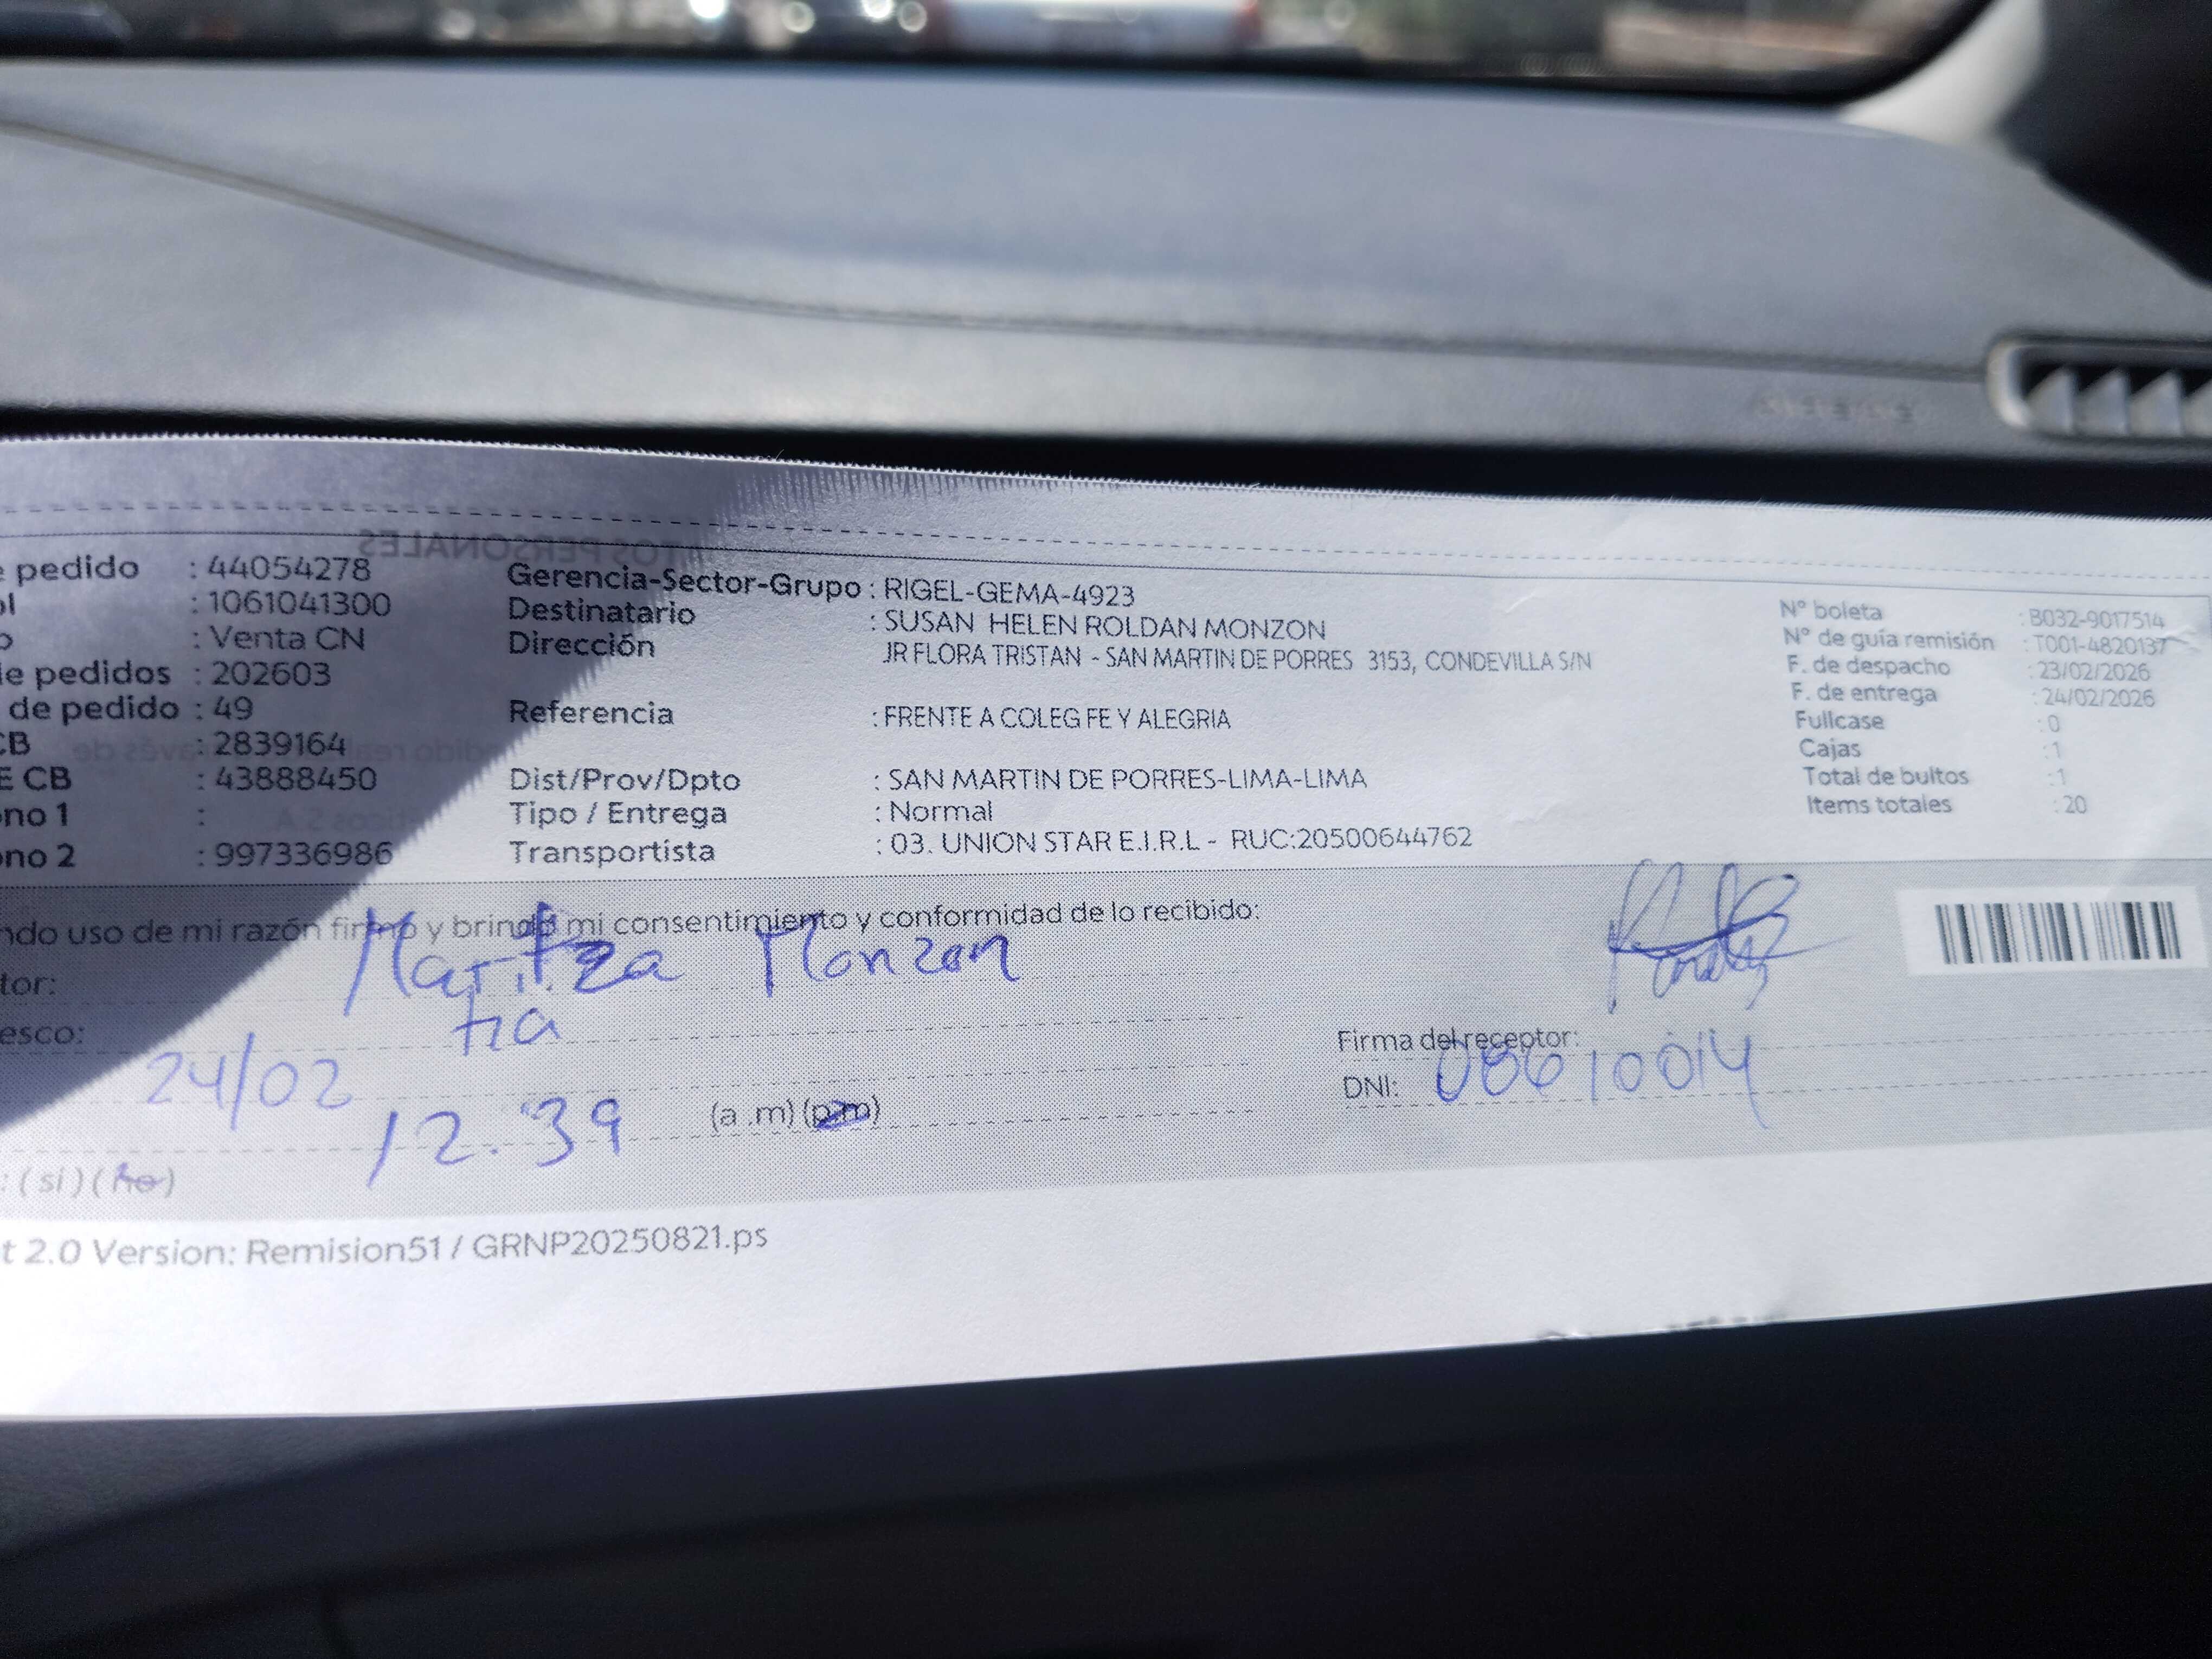 e pedido : 44054278
ol : 1061041300
o : Venta CN
de pedidos : 202603
de pedido : 49
CB : 2839164
E CB : 43888450
ono 1 :
ono 2 : 997336986
Gerencia-Sector-Grupo : RIGEL-GEMA-4923
Destinatario : SUSAN HELEN ROLDAN MONZON
Dirección JR FLORA TRISTAN - SAN MARTIN DE PORRES 3153, CONDEVILLA S/N
Referencia : FRENTE A COLEG FE Y ALEGRIA
Dist/Prov/Dpto : SAN MARTIN DE PORRES-LIMA-LIMA
Tipo / Entrega : Normal
Transportista : 03. UNION STAR E.I.R.L - RUC:20500644762
N° boleta : B032-9017514
N° de guía remisión : T001-4820137
F. de despacho : 23/02/2026
F. de entrega : 24/02/2026
Fullcase : 0
Cajas : 1
Total de bultos : 1
Items totales : 20
ndo uso de mi razón firmo y brindo mi consentimiento y conformidad de lo recibido:
tor: Maritza Monzon
esco: tia
24/02
12.39 (a .m) (p.m)
: (si) (no)
Firma del receptor:
DNI: 08610014
t 2.0 Version: Remision51 / GRNP20250821.ps